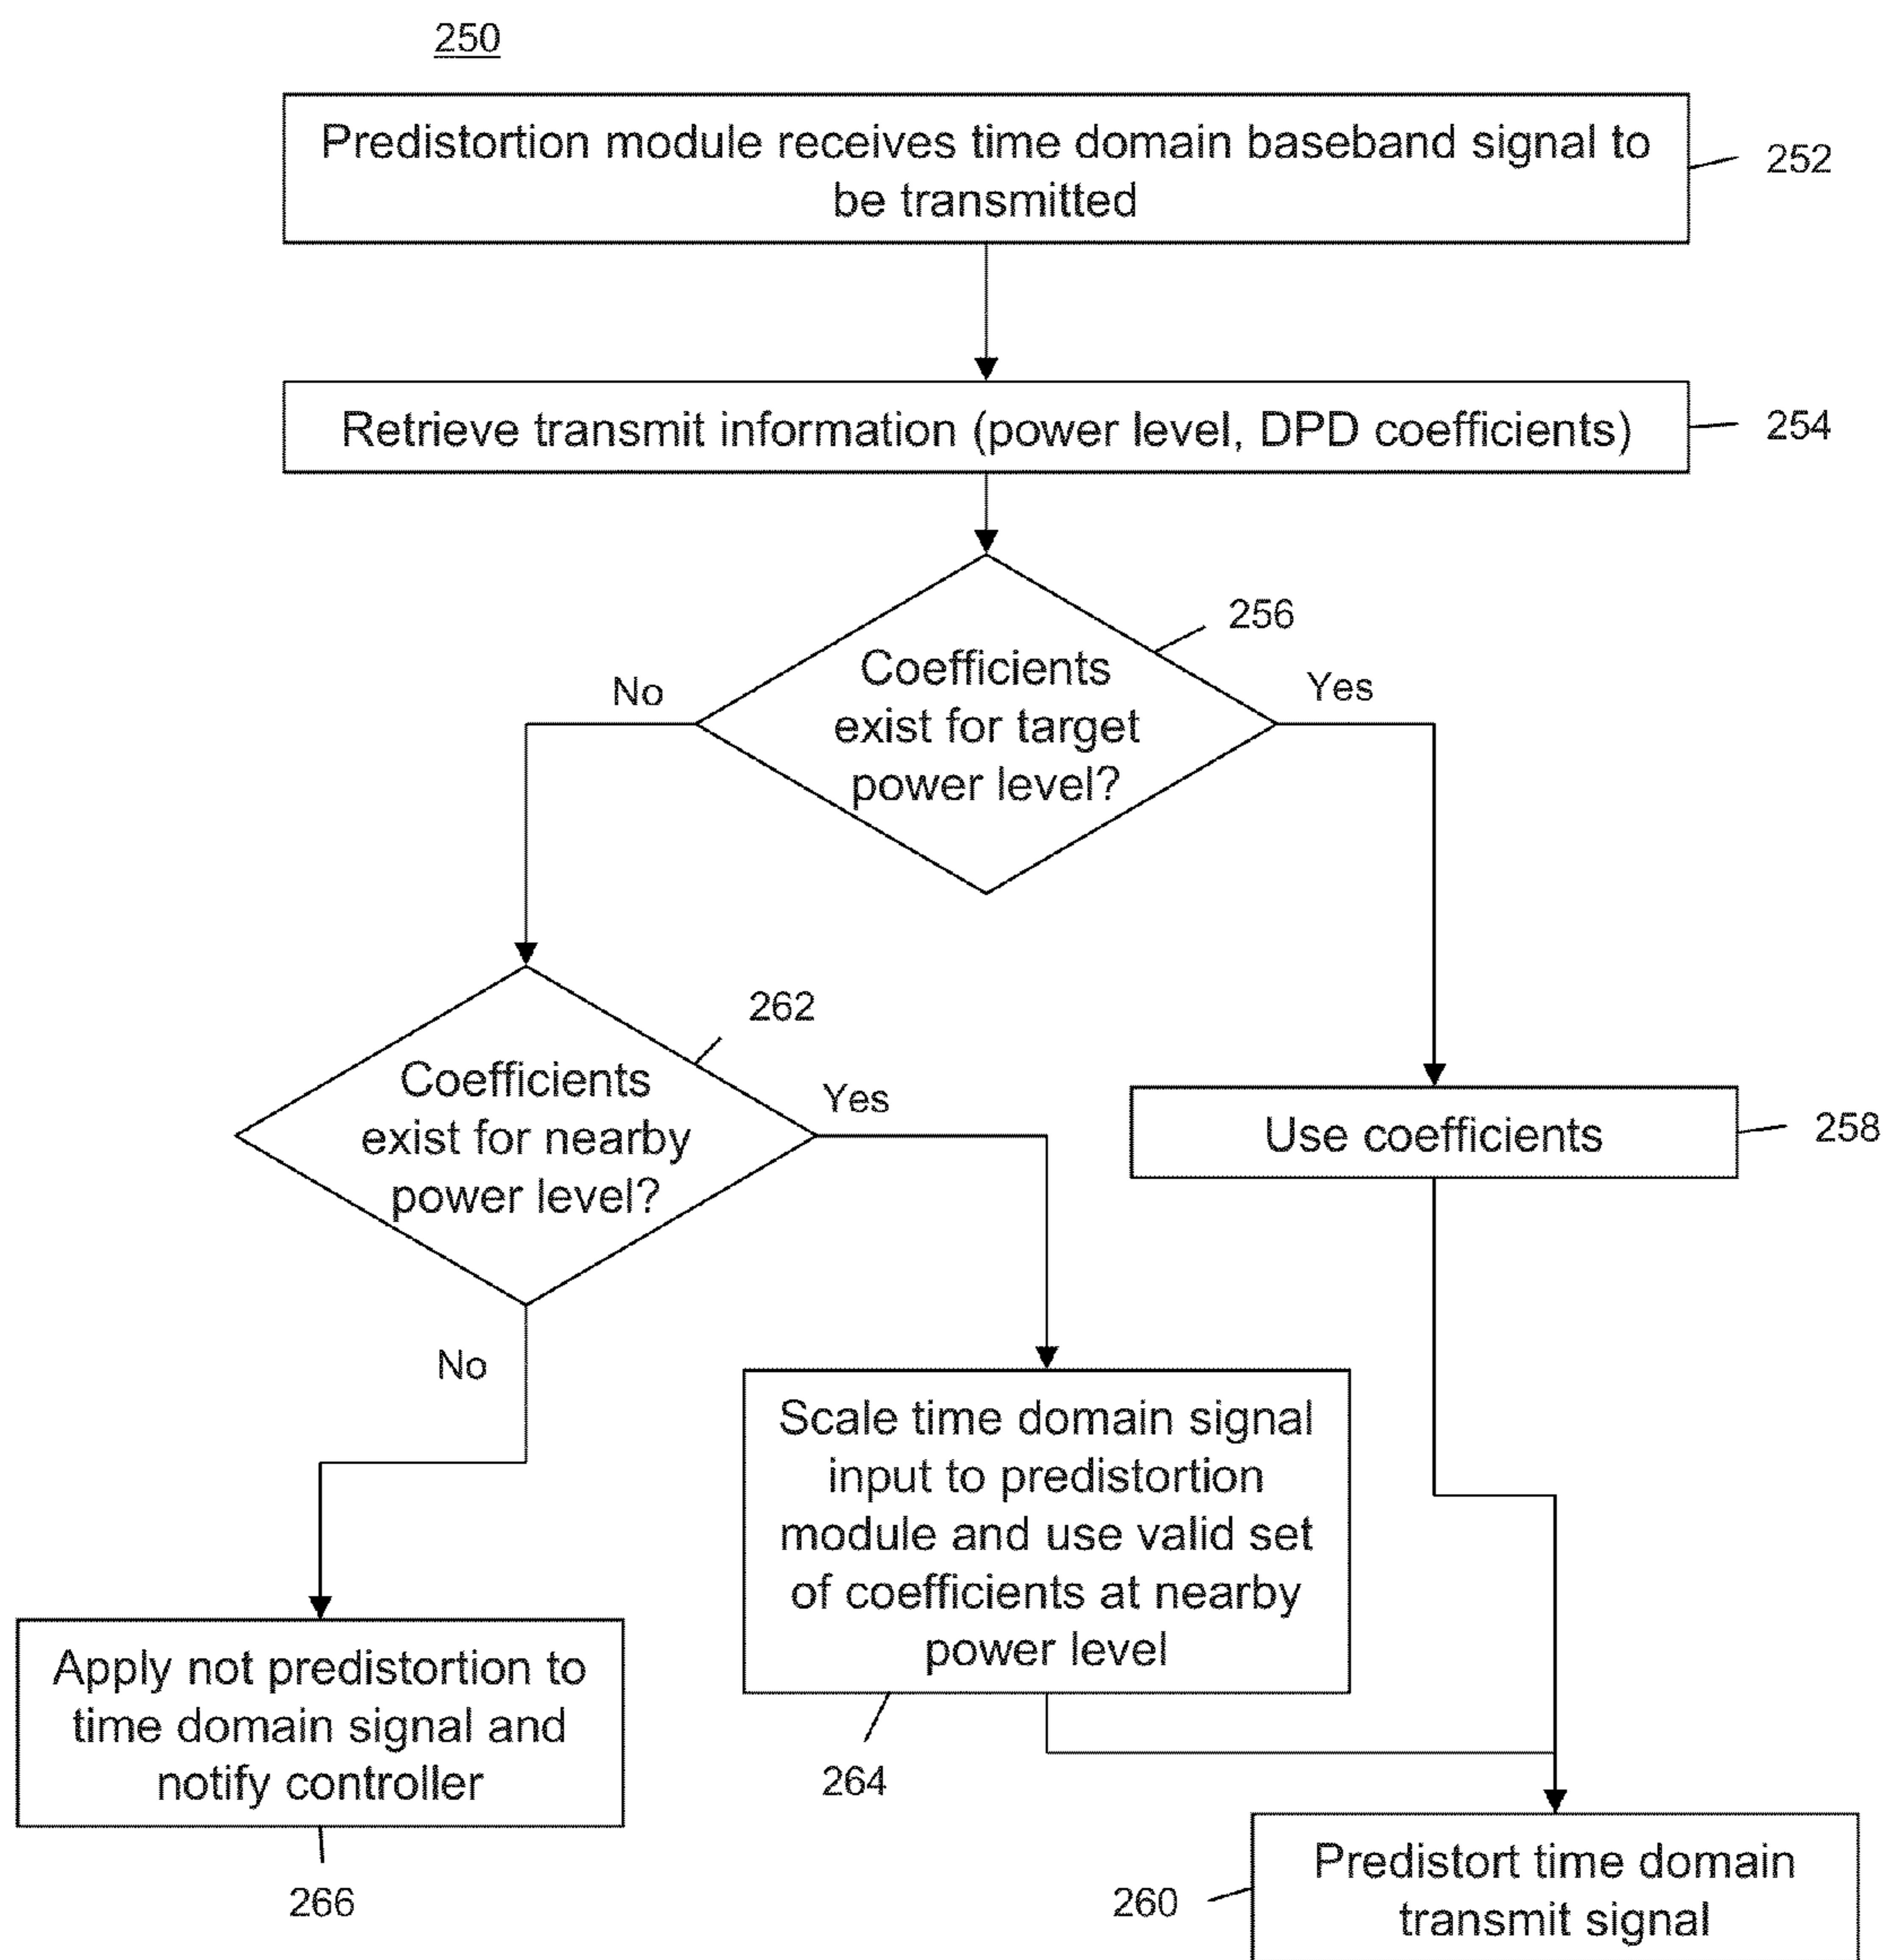 250
Predistortion module receives time domain baseband signal to
be transmitted
252
Retrieve transmit information (power level, DPD coefficients)
254
256
Coefficients
exist for target
power level?
No
Yes
262
Coefficients
exist for nearby
power level?
Yes
No
Use coefficients
258
Scale time domain signal
input to predistortion
module and use valid set
of coefficients at nearby
power level
264
Apply not predistortion to
time domain signal and
notify controller
266
Predistort time domain
transmit signal
260